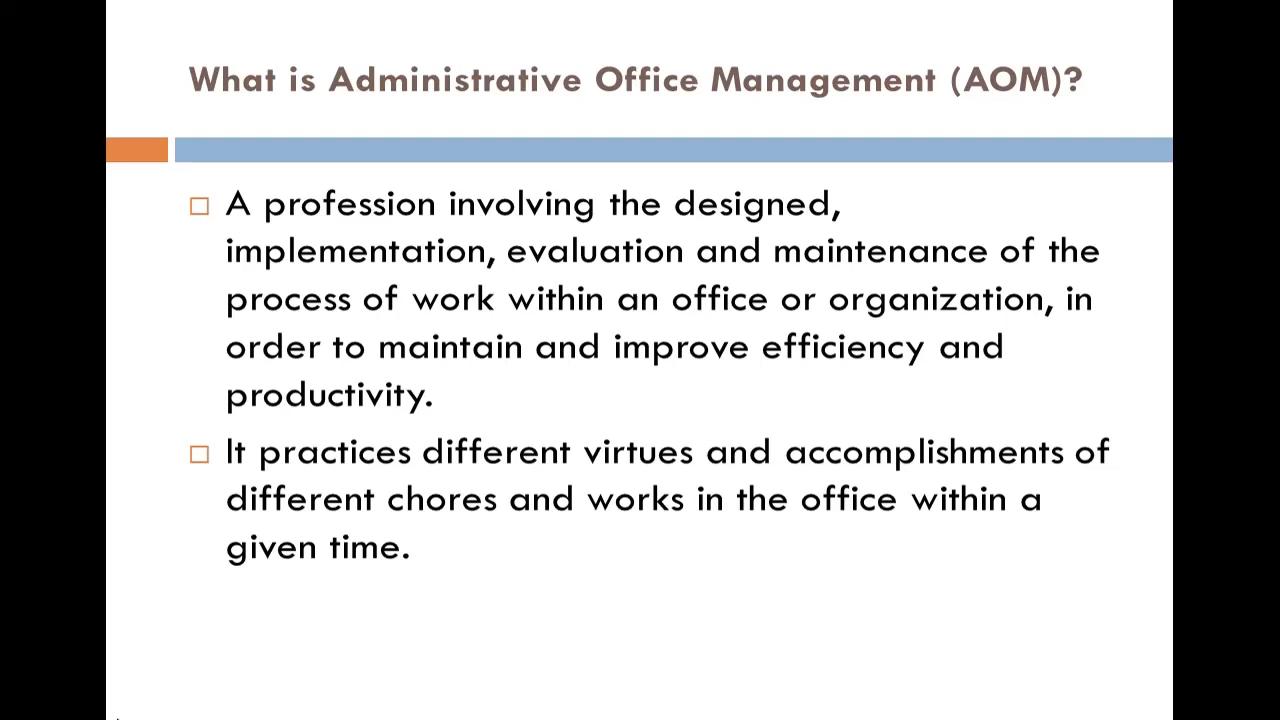 What is Administrative Office Management (AOM)?
A profession involving the designed,
implementation, evaluation and maintenance of the
process of work within an office or organization, in
order to maintain and improve efficiency and
productivity.
It practices different virtues and accomplishments of
different chores and works in the office within a
given time.